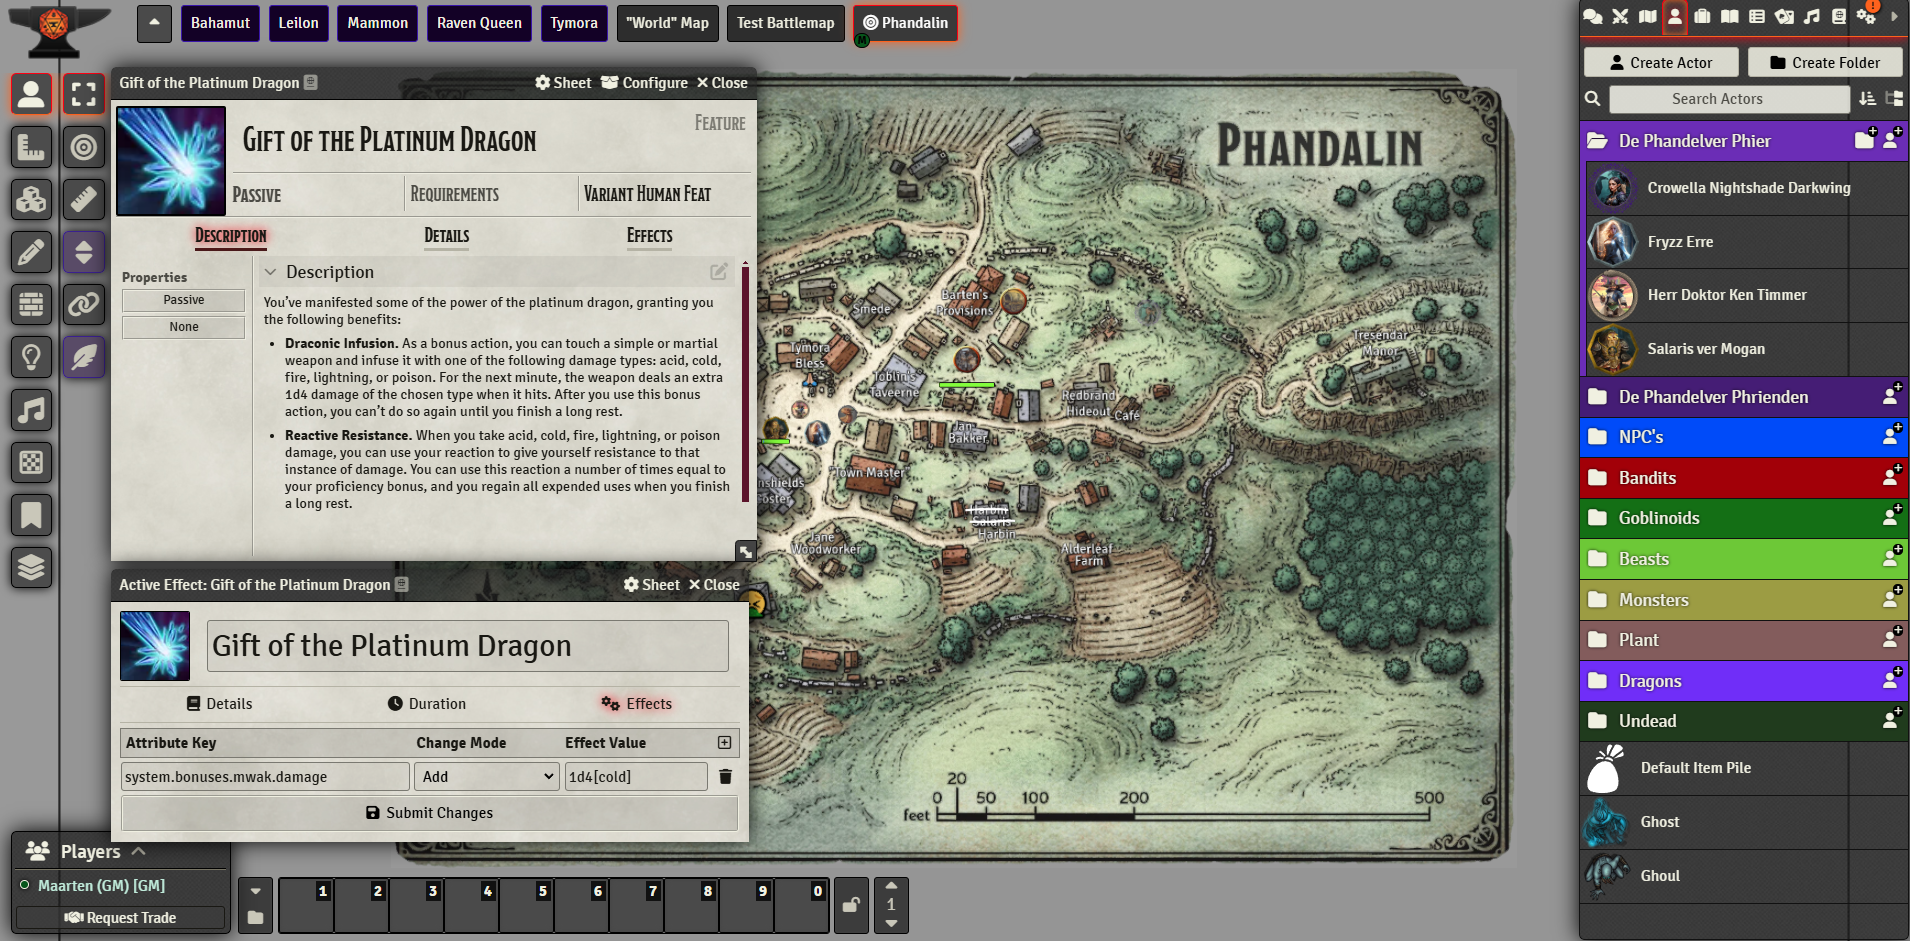 Bahamut
Leilon
Mammon
Raven Queen
Tymora
"World" Map
Test Battlemap
Phandalin
M
Gift of the Platinum Dragon
Sheet
Configure
Close
Gift of the Platinum Dragon
Feature
Passive
Requirements
Variant Human Feat
Description
Details
Effects
Properties
Passive
None
Description
You've manifested some of the power of the platinum dragon, granting you
the following benefits:
• Draconic Infusion. As a bonus action, you can touch a simple or martial
weapon and infuse it with one of the following damage types: acid, cold,
fire, lightning, or poison. For the next minute, the weapon deals an extra
1d4 damage of the chosen type when it hits. After you use this bonus
action, you can't do so again until you finish a long rest.
• Reactive Resistance. When you take acid, cold, fire, lightning, or poison
damage, you can use your reaction to give yourself resistance to that
instance of damage. You can use this reaction a number of times equal to
your proficiency bonus, and you regain all expended uses when you finish
a long rest.
Active Effect: Gift of the Platinum Dragon
Sheet
Close
Gift of the Platinum Dragon
Details
Duration
Effects
Attribute Key
Change Mode
Effect Value
system.bonuses.mwak.damage
Add
1d4[cold]
Submit Changes
Phandalin
Smede
Barten's
Provisions
Tymora
Bless
Toblin's
Taveerne
Tresendar
Manor
Redbrand
Hideout
Café
Jan
Bakker
"Town Master"
nshields
Coster
Harbin
Salaris
Harbin
Jane
Woodworker
Alderleaf
Farm
20
0 50 100 200 500
feet
Players
Maarten (GM) [GM]
Request Trade
1 2 3 4 5 6 7 8 9 0
1
Create Actor
Create Folder
Search Actors
De Phandelver Phier
Crowella Nightshade Darkwing
Fryzz Erre
Herr Doktor Ken Timmer
Salaris ver Mogan
De Phandelver Phrienden
NPC's
Bandits
Goblinoids
Beasts
Monsters
Plant
Dragons
Undead
Default Item Pile
Ghost
Ghoul